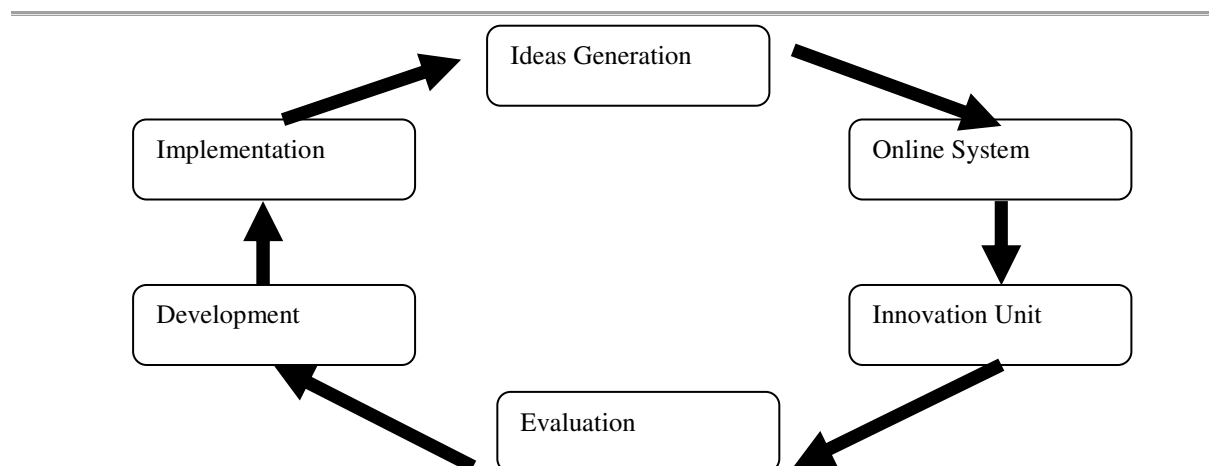 Ideas Generation
Implementation
Online System
Development
Innovation Unit
Evaluation